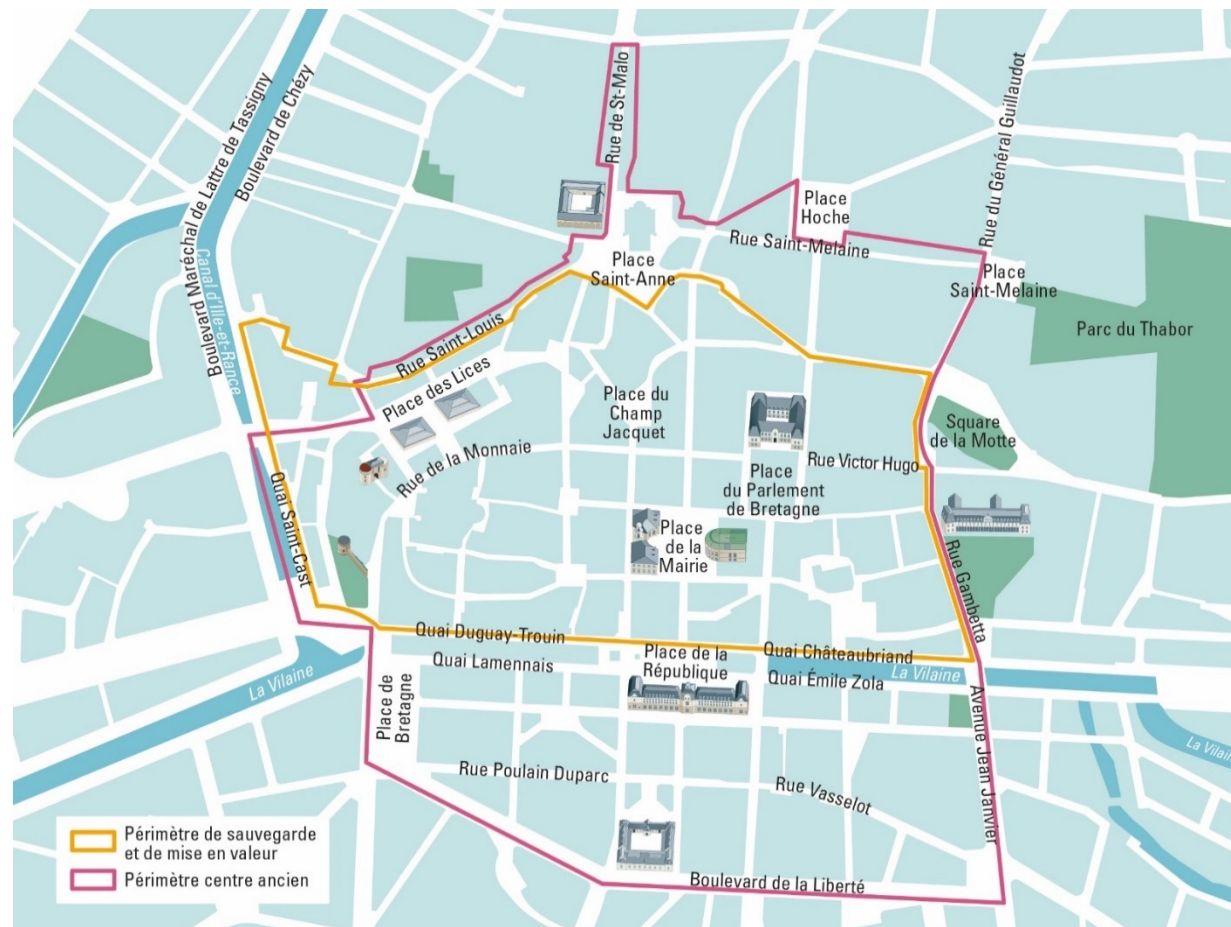 Boulevard Maréchal de Lattre de Tassigny
Boulevard de Chézy
Canal d'Ille-et-Rance
Rue de St-Malo
Rue du Général Guillaudot
Place
Hoche
Rue Saint-Melaine
Place
Saint-Anne
Place
Saint-Melaine
Parc du Thabor
Rue Saint-Louis
Place des Lices
Place du
Champ
Jacquet
Square
de la Motte
Rue de la Monnaie
Rue Victor Hugo
Place
du Parlement
de Bretagne
Quai Saint-Cast
Place
de la
Mairie
Rue Gambetta
Quai Duguay-Trouin
Quai Châteaubriand
Quai Lamennais
Place de la
République
La Vilaine
Quai Émile Zola
La Vilaine
Place de
Bretagne
Avenue Jean Janvier
La Vilaine
Rue Poulain Duparc
Rue Vasselot
Boulevard de la Liberté
Périmètre de sauvegarde
et de mise en valeur
Périmètre centre ancien